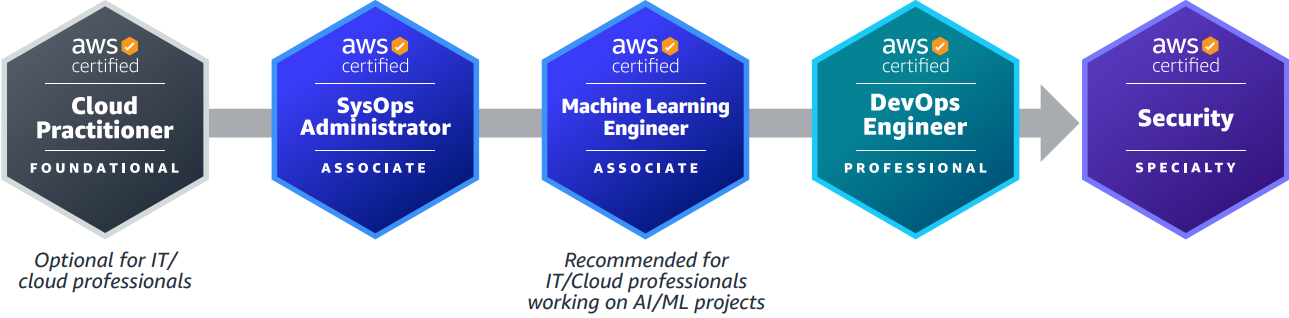 aws
certified
Cloud
Practitioner
FOUNDATIONAL
Optional for IT/
cloud professionals
aws
certified
SysOps
Administrator
ASSOCIATE
aws
certified
Machine Learning
Engineer
ASSOCIATE
Recommended for
IT/Cloud professionals
working on AI/ML projects
aws
certified
DevOps
Engineer
PROFESSIONAL
aws
certified
Security
SPECIALTY